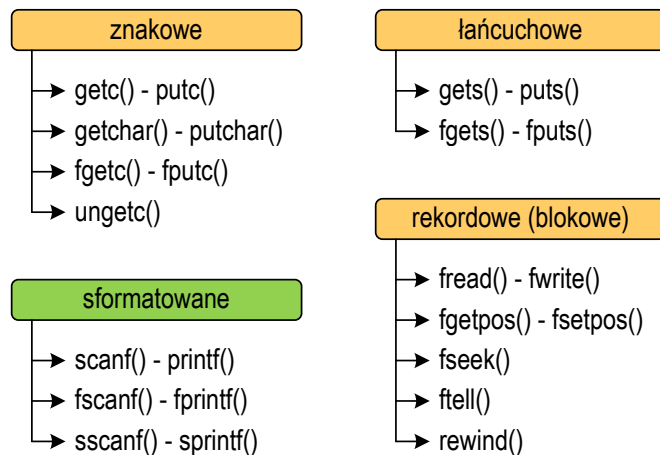 znakowe
getc() - putc()
getchar() - putchar()
fgetc() - fputc()
ungetc()
sformatowane
scanf() - printf()
fscanf() - fprintf()
sscanf() - sprintf()
łańcuchowe
gets() - puts()
fgets() - fputs()
rekordowe (blokowe)
fread() - fwrite()
fgetpos() - fsetpos()
fseek()
ftell()
rewind()